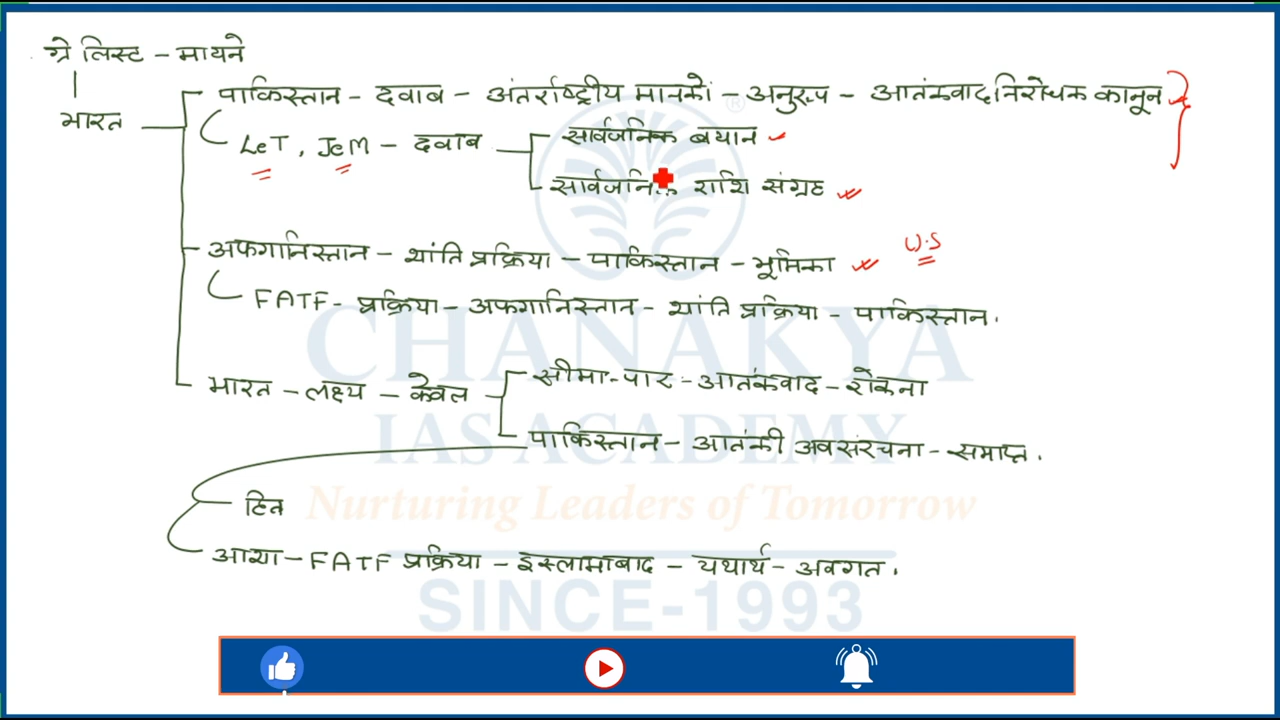 ग्रे लिस्ट - मायने
भारत
पाकिस्तान - दवाब - अंतर्राष्ट्रीय मानकों - अनुरूप - आतंकवाद निरोधक कानून
LeT, JeM - दवाब
सार्वजनिक बयान
सार्वजनिक राशि संग्रह
अफगानिस्तान - शांति प्रक्रिया - पाकिस्तान - भूमिका
U.S
FATF - प्रक्रिया - अफगानिस्तान - शांति प्रक्रिया - पाकिस्तान.
भारत - लक्ष्य - केवल
सीमा-पार - आतंकवाद - रोकना
पाकिस्तान - आतंकी अवसंरचना - समाप्त.
हित
आशा - FATF प्रक्रिया - इस्लामाबाद - यथार्थ - अवगत.
CHANAKYA
IAS ACADEMY
Nurturing Leaders of Tomorrow
SINCE-1993